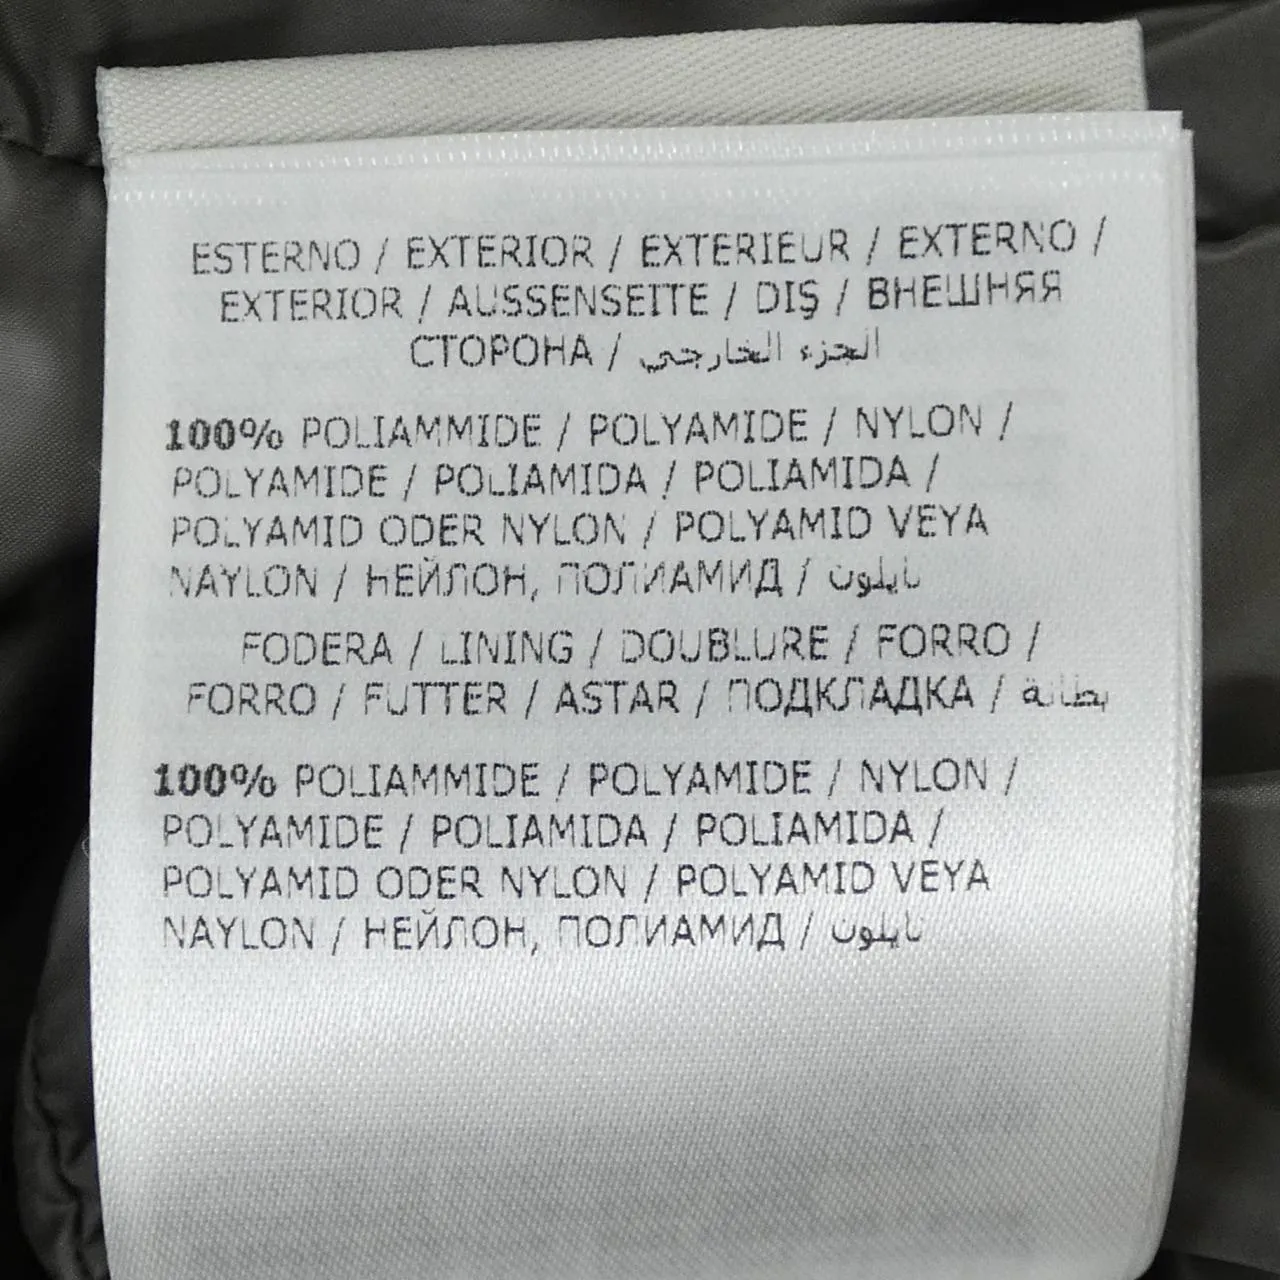 ESTERNO / EXTERIOR / EXTERIEUR / EXTERNO /
EXTERIOR / AUSSENSEITE / DIŞ / ВНЕШНЯЯ
СТОРОНА / الجزء الخارجي
100% POLIAMMIDE / POLYAMIDE / NYLON /
POLYAMIDE / POLIAMIDA / POLIAMIDA /
POLYAMID ODER NYLON / POLYAMID VEYA
NAYLON / НЕЙЛОН, ПОЛИАМИД / نايلون
FODERA / LINING / DOUBLURE / FORRO /
FORRO / FUTTER / ASTAR / ПОДКЛАДКА / بطانة
100% POLIAMMIDE / POLYAMIDE / NYLON /
POLYAMIDE / POLIAMIDA / POLIAMIDA /
POLYAMID ODER NYLON / POLYAMID VEYA
NAYLON / НЕЙЛОН, ПОЛИАМИД / نايلون